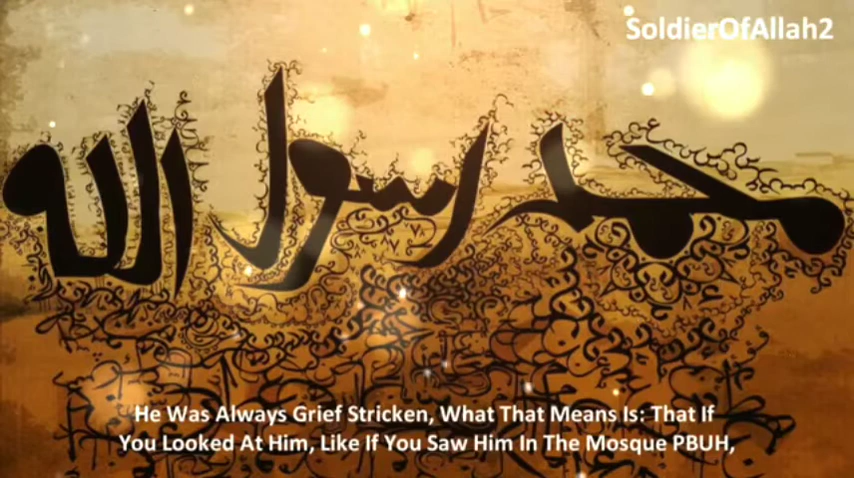 SoldierOfAllah2
محمد رسول الله
He Was Always Grief Stricken, What That Means Is: That If
You Looked At Him, Like If You Saw Him In The Mosque PBUH,